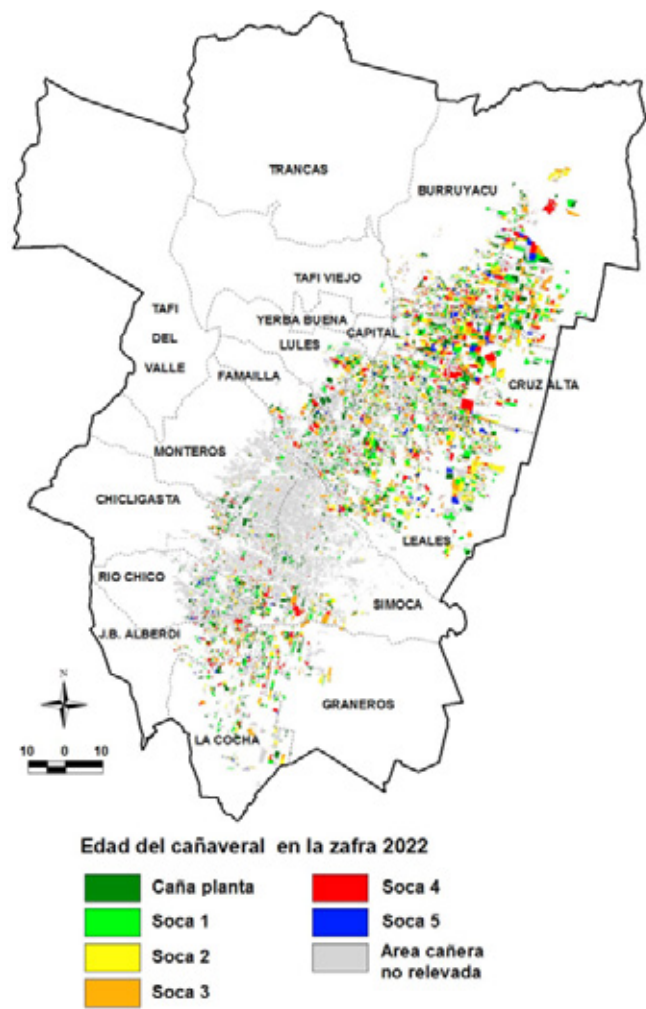 TRANCAS
BURRUYACU
TAFI VIEJO
TAFI
DEL
VALLE
YERBA BUENA
CAPITAL
LULES
FAMAILLA
CRUZ ALTA
MONTEROS
CHICLIGASTA
LEALES
RIO CHICO
SIMOCA
J.B. ALBERDI
GRANEROS
LA COCHA
N
10 0 10
Edad del cañaveral en la zafra 2022
Caña planta
Soca 1
Soca 2
Soca 3
Soca 4
Soca 5
Area cañera
no relevada